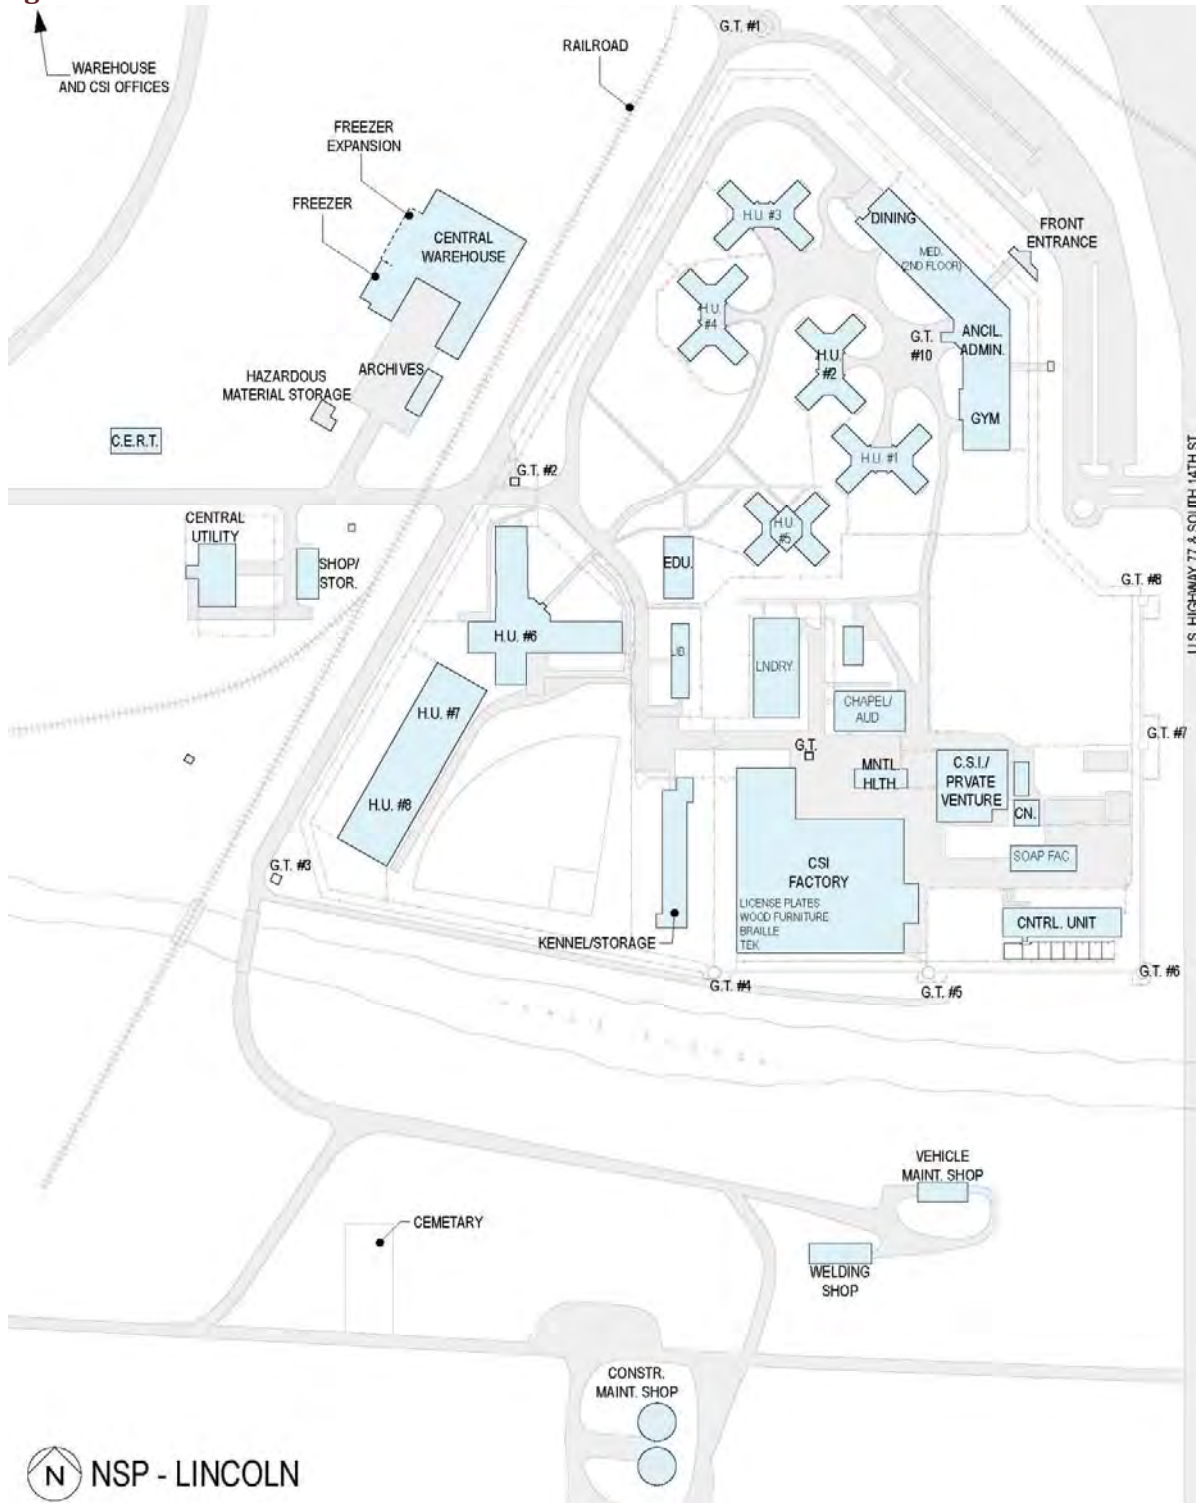 G.T. #1
RAILROAD
WAREHOUSE
AND CSI OFFICES
FREEZER
EXPANSION
FREEZER
CENTRAL
WAREHOUSE
H.U. #3
DINING
MED.
(2ND FLOOR)
FRONT
ENTRANCE
H.U.
#4
G.T.
#10
ANCIL.
ADMIN.
H.U.
#2
ARCHIVES
HAZARDOUS
MATERIAL STORAGE
GYM
C.E.R.T.
H.U. #1
G.T. #2
U.S. HIGHWAY 77 & SOUTH 14TH ST.
CENTRAL
UTILITY
H.U.
#5
SHOP/
STOR.
EDU.
G.T. #8
H.U. #6
LIB.
LNDRY.
CHAPEL/
AUD
H.U. #7
G.T. #7
G.T.
MNTL
HLTH.
C.S.I./
PRVATE
VENTURE
H.U. #8
CN.
G.T. #3
CSI
FACTORY
SOAP FAC.
LICENSE PLATES
WOOD FURNITURE
BRAILLE
TEK
CNTRL. UNIT
KENNEL/STORAGE
G.T. #4
G.T. #5
G.T. #6
VEHICLE
MAINT. SHOP
CEMETARY
WELDING
SHOP
CONSTR.
MAINT. SHOP
N
NSP - LINCOLN